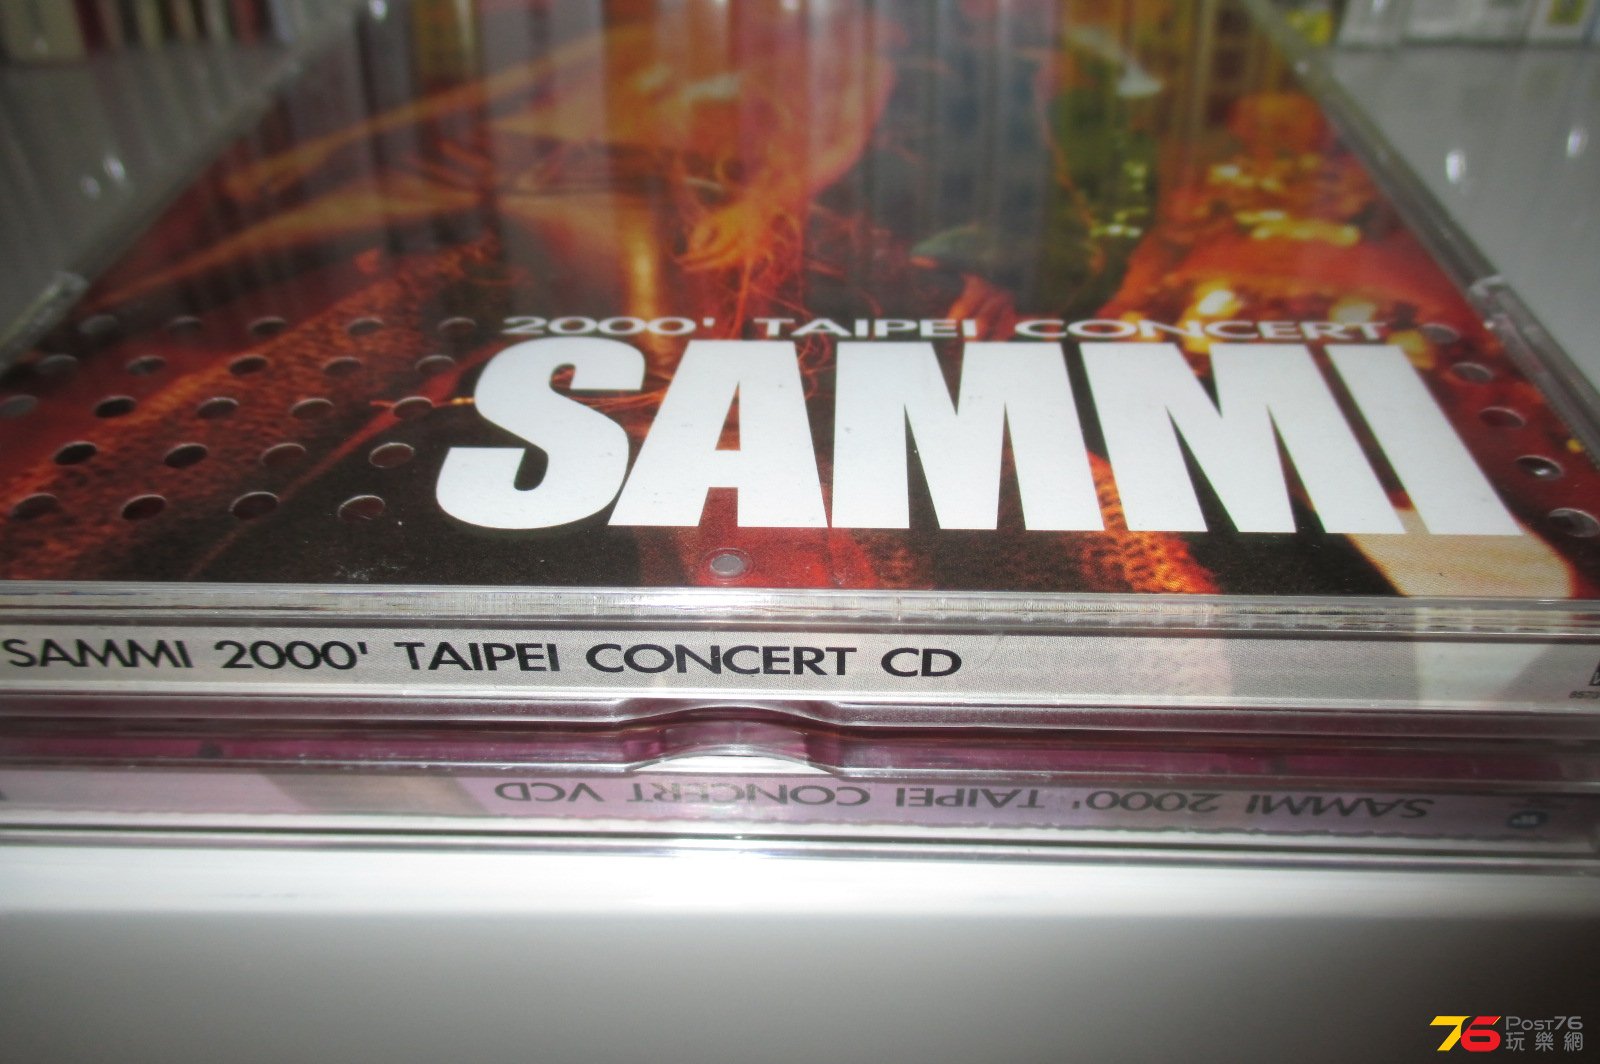 2000' TAIPEI CONCERT
SAMMI
SAMMI 2000' TAIPEI CONCERT CD
SAMMI 2000' TAIPEI CONCERT VCD
76 Post76
玩樂網